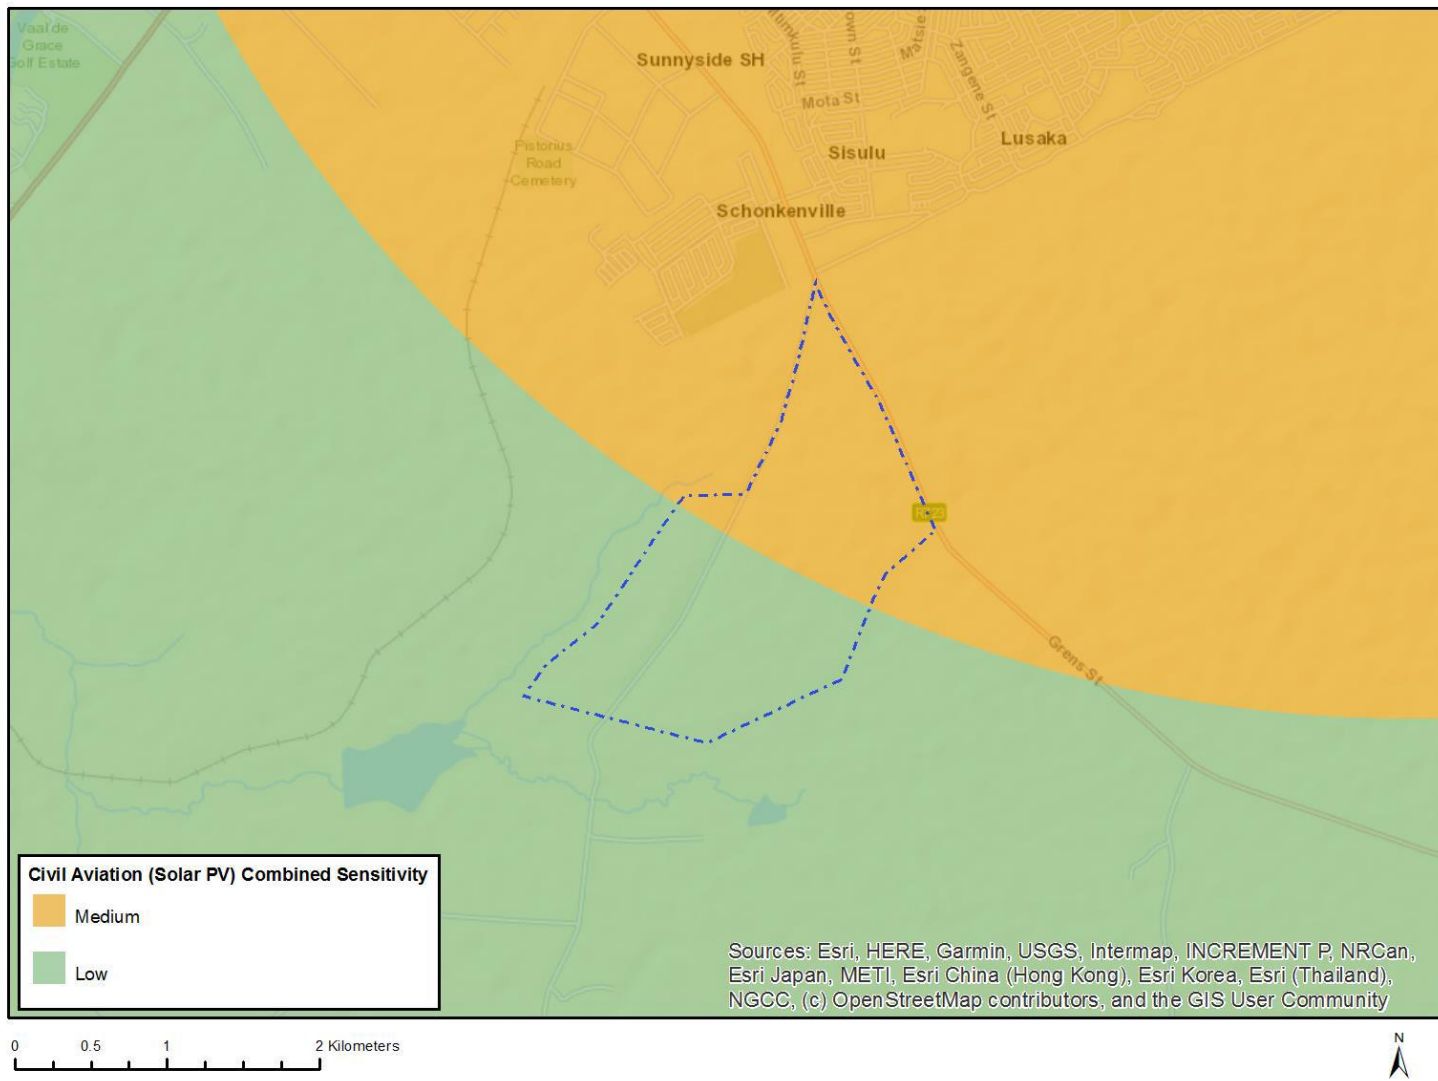 Vaal de
Grace
Golf Estate
Sunnyside SH
Mota St
Zangene St
Lusaka
Sisulu
Pistorius
Road
Cemetery
Schonkenville
Grens St
Civil Aviation (Solar PV) Combined Sensitivity
Medium
Low
Sources: Esri, HERE, Garmin, USGS, Intermap, INCREMENT P, NRCan,
Esri Japan, METI, Esri China (Hong Kong), Esri Korea, Esri (Thailand),
NGCC, (c) OpenStreetMap contributors, and the GIS User Community
0 0.5 1 2 Kilometers
N